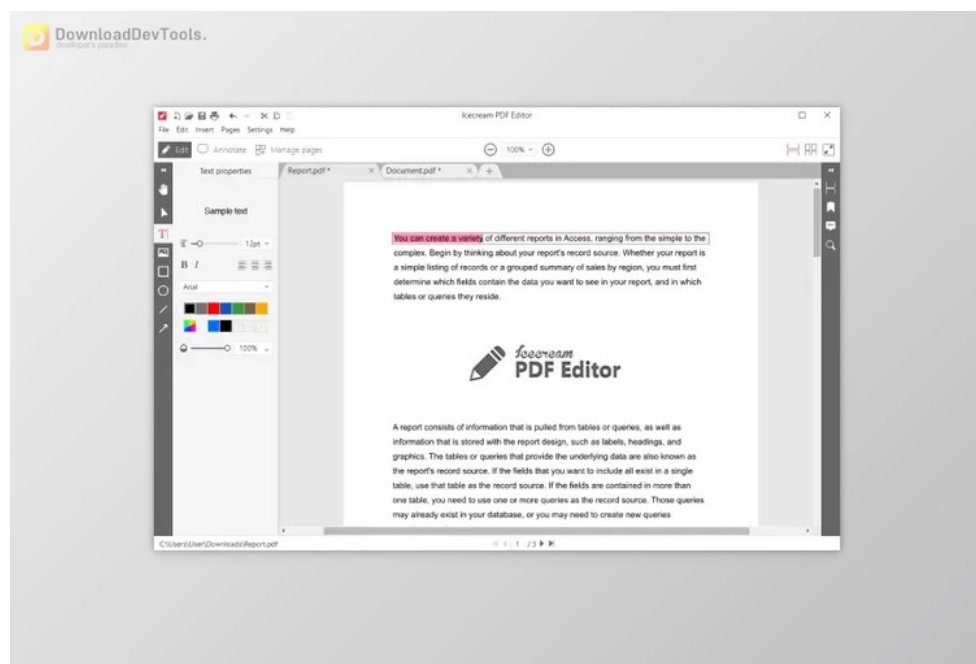 DownloadDevTools.
developer's paradise
Icecream PDF Editor
File Edit Insert Pages Settings Help
Edit Annotate Manage pages 100%
Text properties Report.pdf * Document.pdf *
Sample text
12pt
B I
Arial
100%
You can create a variety of different reports in Access, ranging from the simple to the
complex. Begin by thinking about your report's record source. Whether your report is
a simple listing of records or a grouped summary of sales by region, you must first
determine which fields contain the data you want to see in your report, and in which
tables or queries they reside.
Icecream
PDF Editor
A report consists of information that is pulled from tables or queries, as well as
information that is stored with the report design, such as labels, headings, and
graphics. The tables or queries that provide the underlying data are also known as
the report's record source. If the fields that you want to include all exist in a single
table, use that table as the record source. If the fields are contained in more than
one table, you need to use one or more queries as the record source. Those queries
may already exist in your database, or you may need to create new queries
C:\Users\User\Downloads\Report.pdf 1 /3